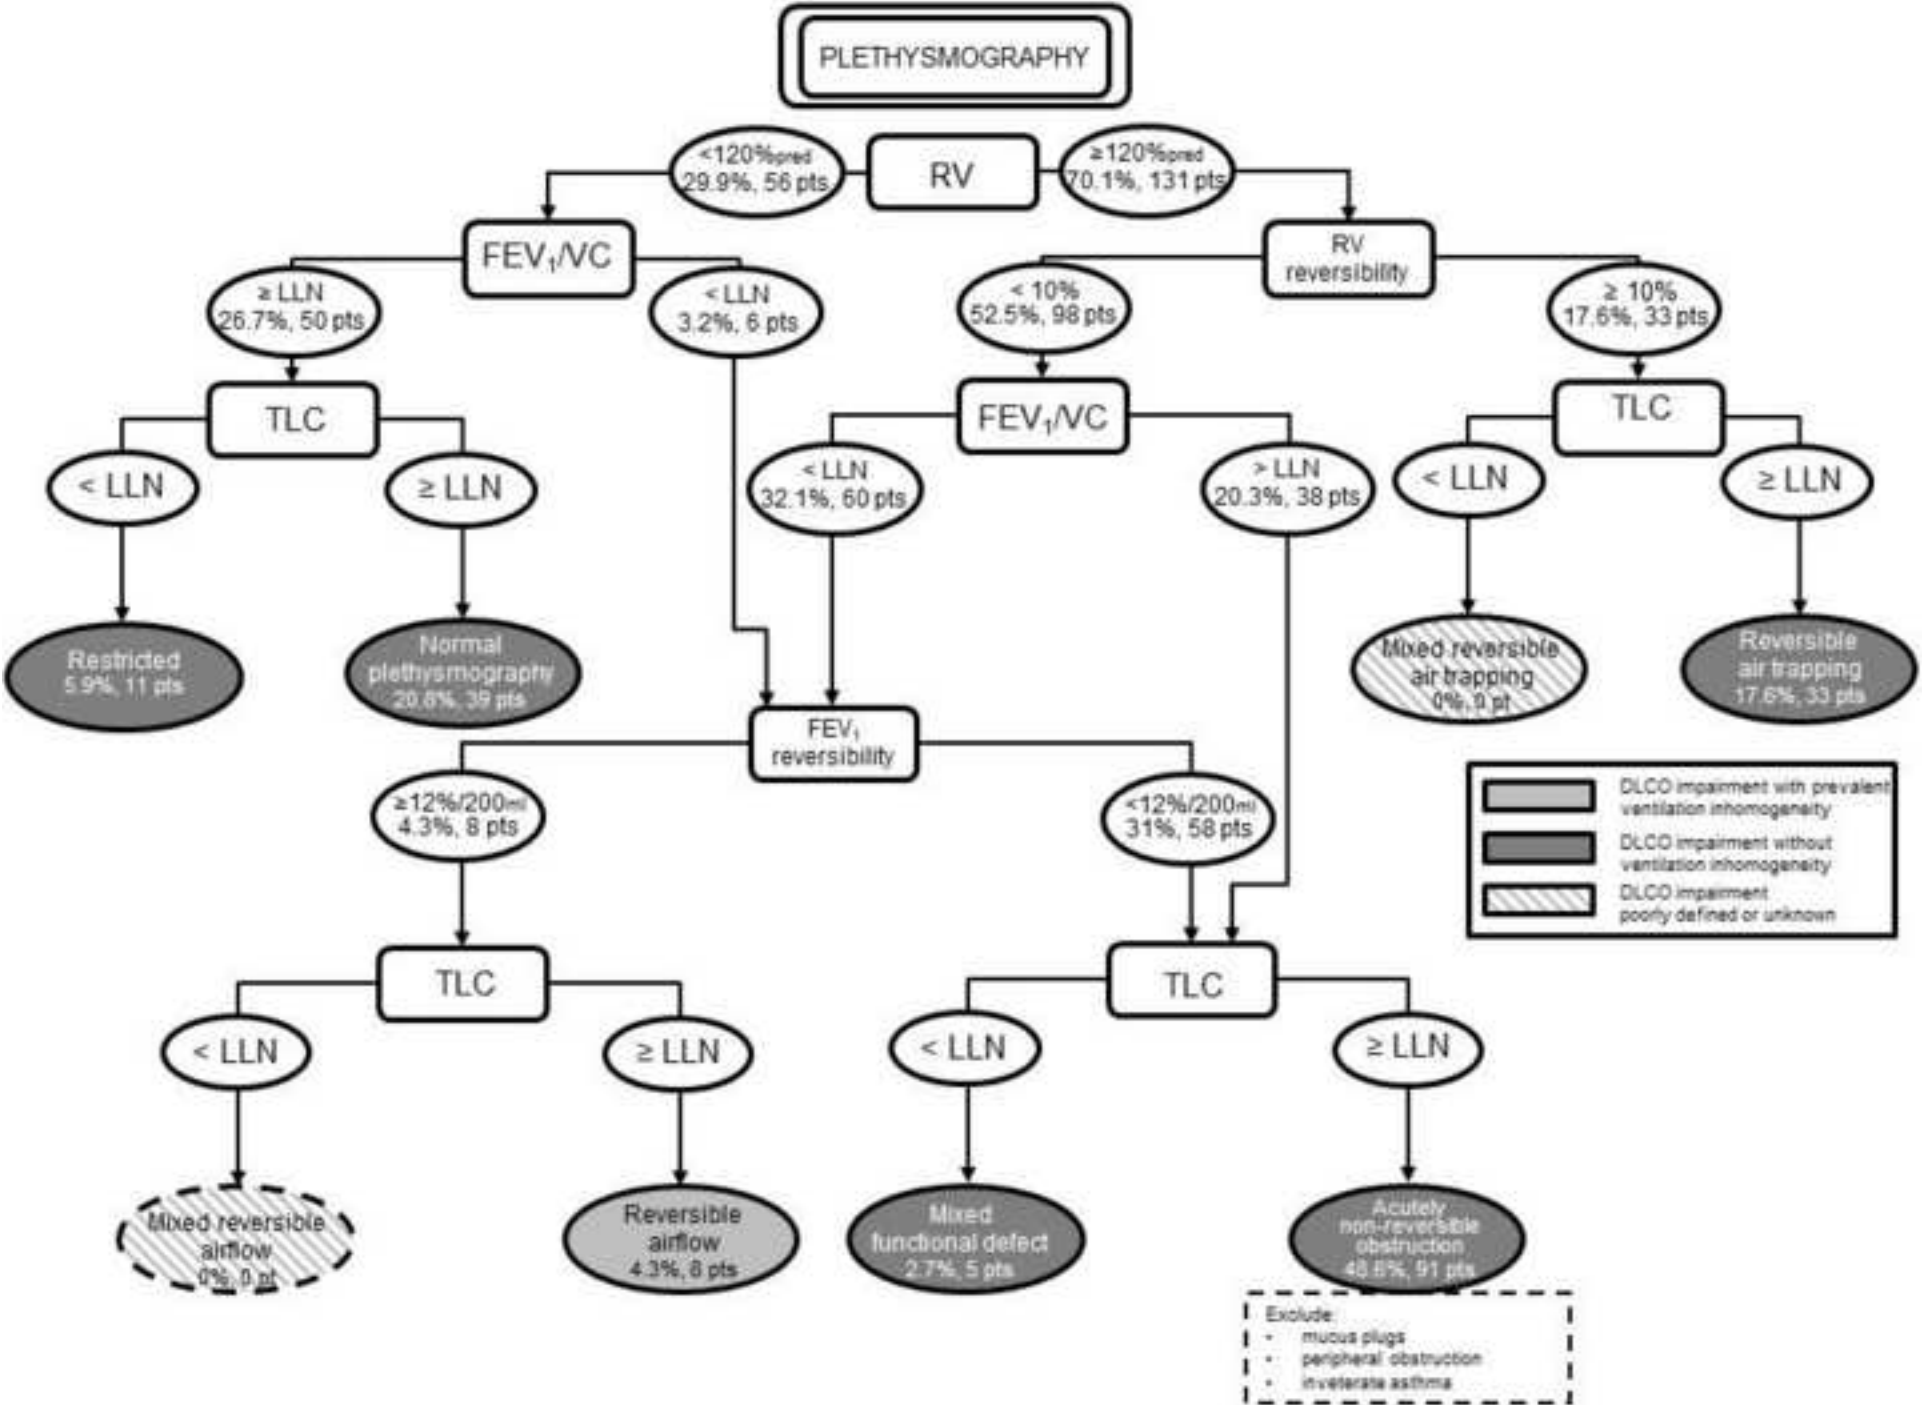 PLETHYSMOGRAPHY
<120%pred
29.9%, 56 pts
RV
≥120%pred
70.1%, 131 pts
FEV₁/VC
RV
reversibility
≥ LLN
26.7%, 50 pts
< LLN
3.2%, 6 pts
< 10%
52.5%, 98 pts
≥ 10%
17.6%, 33 pts
TLC
FEV₁/VC
TLC
< LLN
≥ LLN
< LLN
32.1%, 60 pts
> LLN
20.3%, 38 pts
< LLN
≥ LLN
Restricted
5.9%, 11 pts
Normal
plethysmography
20.8%, 39 pts
Mixed reversible
air trapping
0%, 0 pt
Reversible
air trapping
17.6%, 33 pts
FEV₁
reversibility
≥12%/200ml
4.3%, 8 pts
<12%/200ml
31%, 58 pts
DLCO impairment with prevalent
ventilation inhomogeneity
DLCO impairment without
ventilation inhomogeneity
DLCO impairment
poorly defined or unknown
TLC
TLC
< LLN
≥ LLN
< LLN
≥ LLN
Mixed reversible
airflow
0%, 0 pt
Reversible
airflow
4.3%, 8 pts
Mixed
functional defect
2.7%, 5 pts
Acutely
non-reversible
obstruction
48.6%, 91 pts
Exclude:
• mucus plugs
• peripheral obstruction
• inveterate asthma